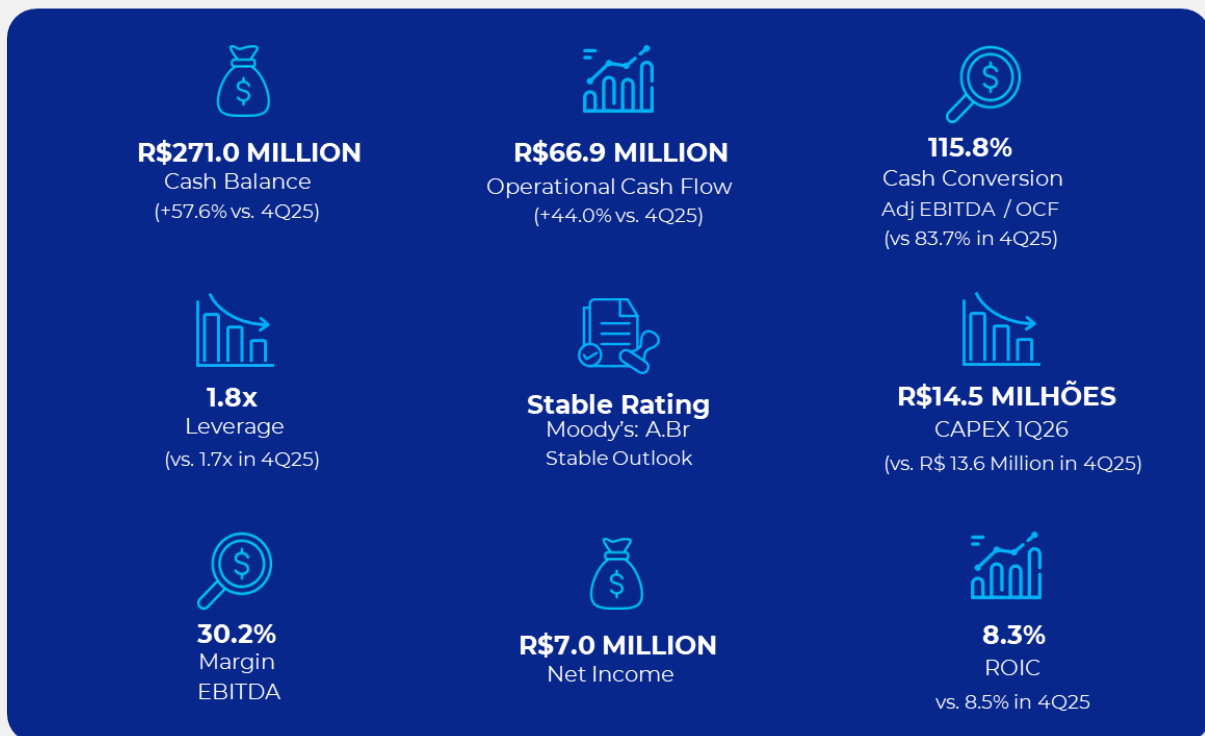 R$271.0 MILLION
Cash Balance
(+57.6% vs. 4Q25)
R$66.9 MILLION
Operational Cash Flow
(+44.0% vs. 4Q25)
115.8%
Cash Conversion
Adj EBITDA / OCF
(vs 83.7% in 4Q25)
1.8x
Leverage
(vs. 1.7x in 4Q25)
Stable Rating
Moody's: A.Br
Stable Outlook
R$14.5 MILHÕES
CAPEX 1Q26
(vs. R$ 13.6 Million in 4Q25)
30.2%
Margin
EBITDA
R$7.0 MILLION
Net Income
8.3%
ROIC
vs. 8.5% in 4Q25